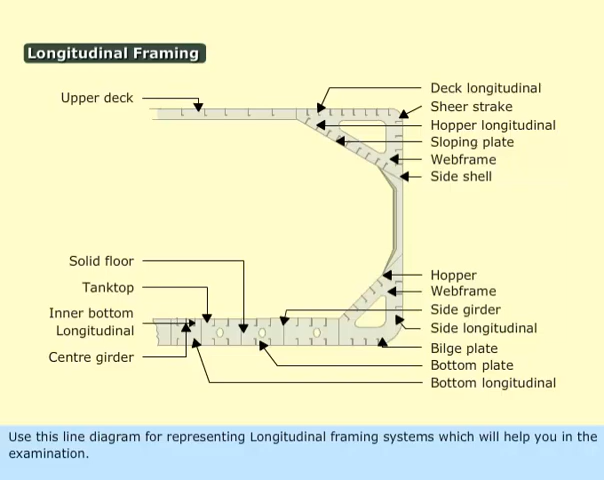 Longitudinal Framing
Upper deck
Deck longitudinal
Sheer strake
Hopper longitudinal
Sloping plate
Webframe
Side shell
Solid floor
Tanktop
Inner bottom
Longitudinal
Centre girder
Hopper
Webframe
Side girder
Side longitudinal
Bilge plate
Bottom plate
Bottom longitudinal
Use this line diagram for representing Longitudinal framing systems which will help you in the
examination.